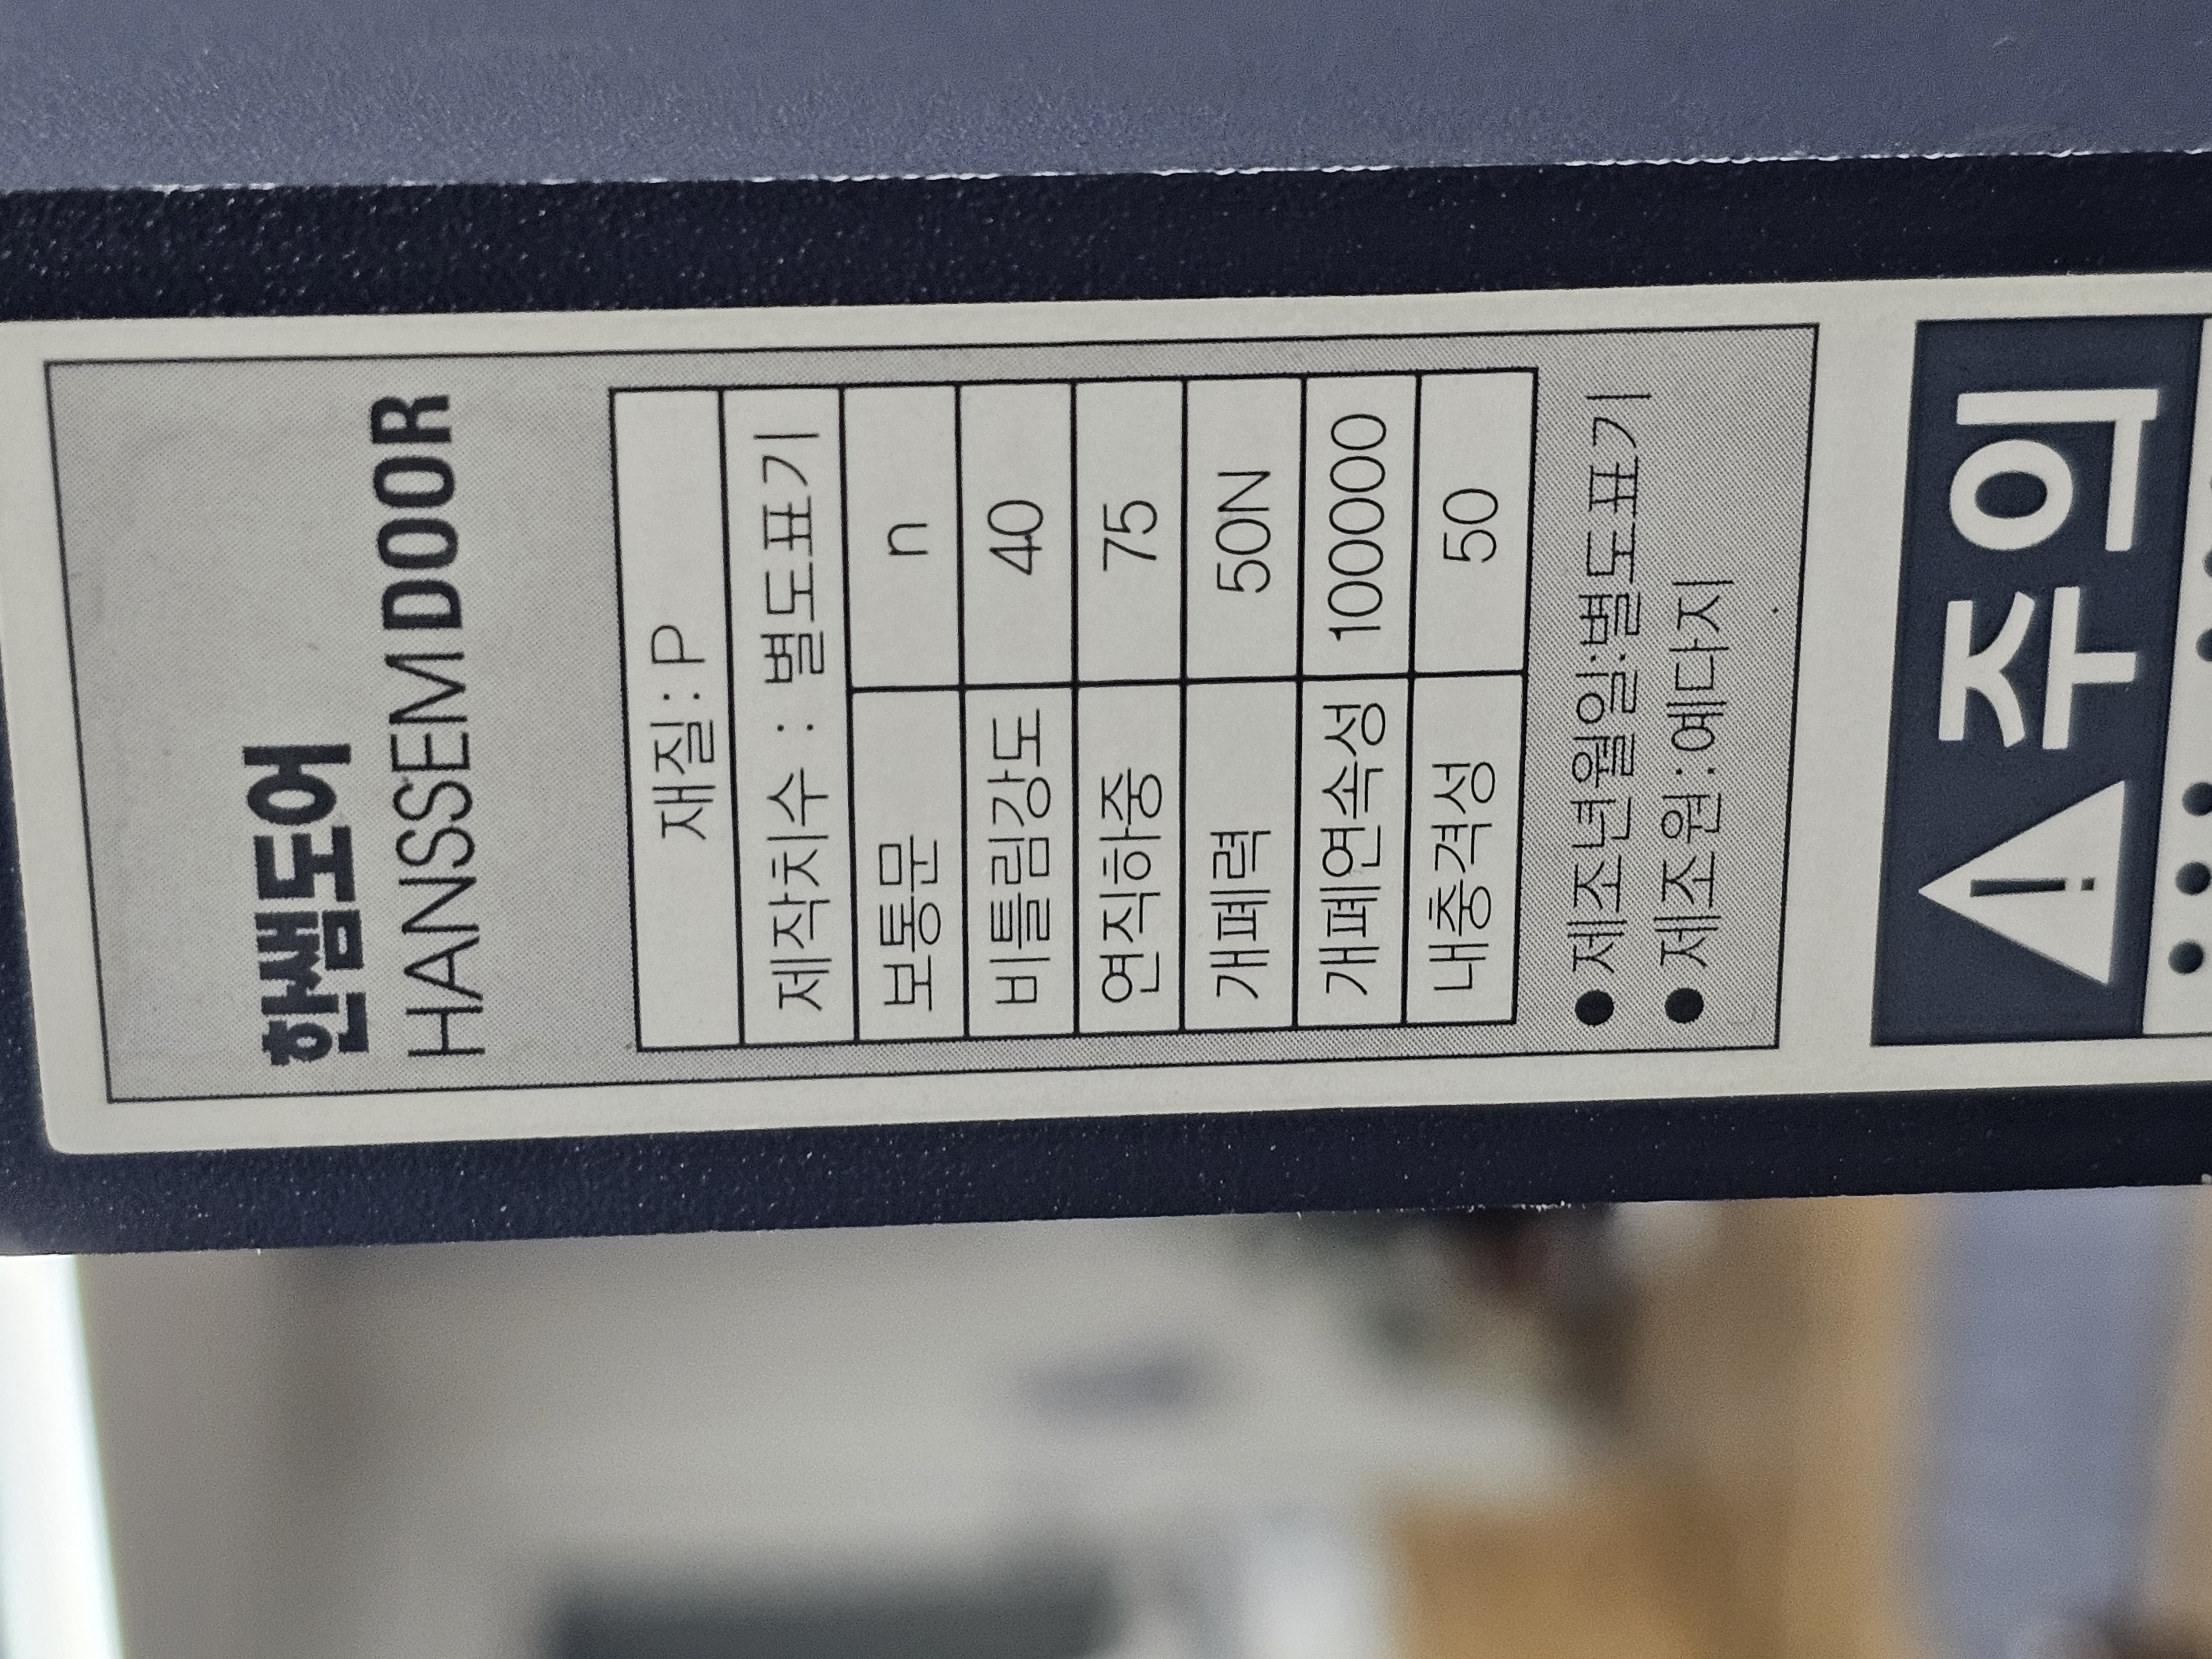 한쌤도어
HANSSEM DOOR
재질: P
제작치수 : 별도표기
보통문 n
비틀림강도 40
연직하중 75
개폐력 50N
개폐연속성 100000
내충격성 50
●제조년월일:별도표기
●제조원:예다지
주의